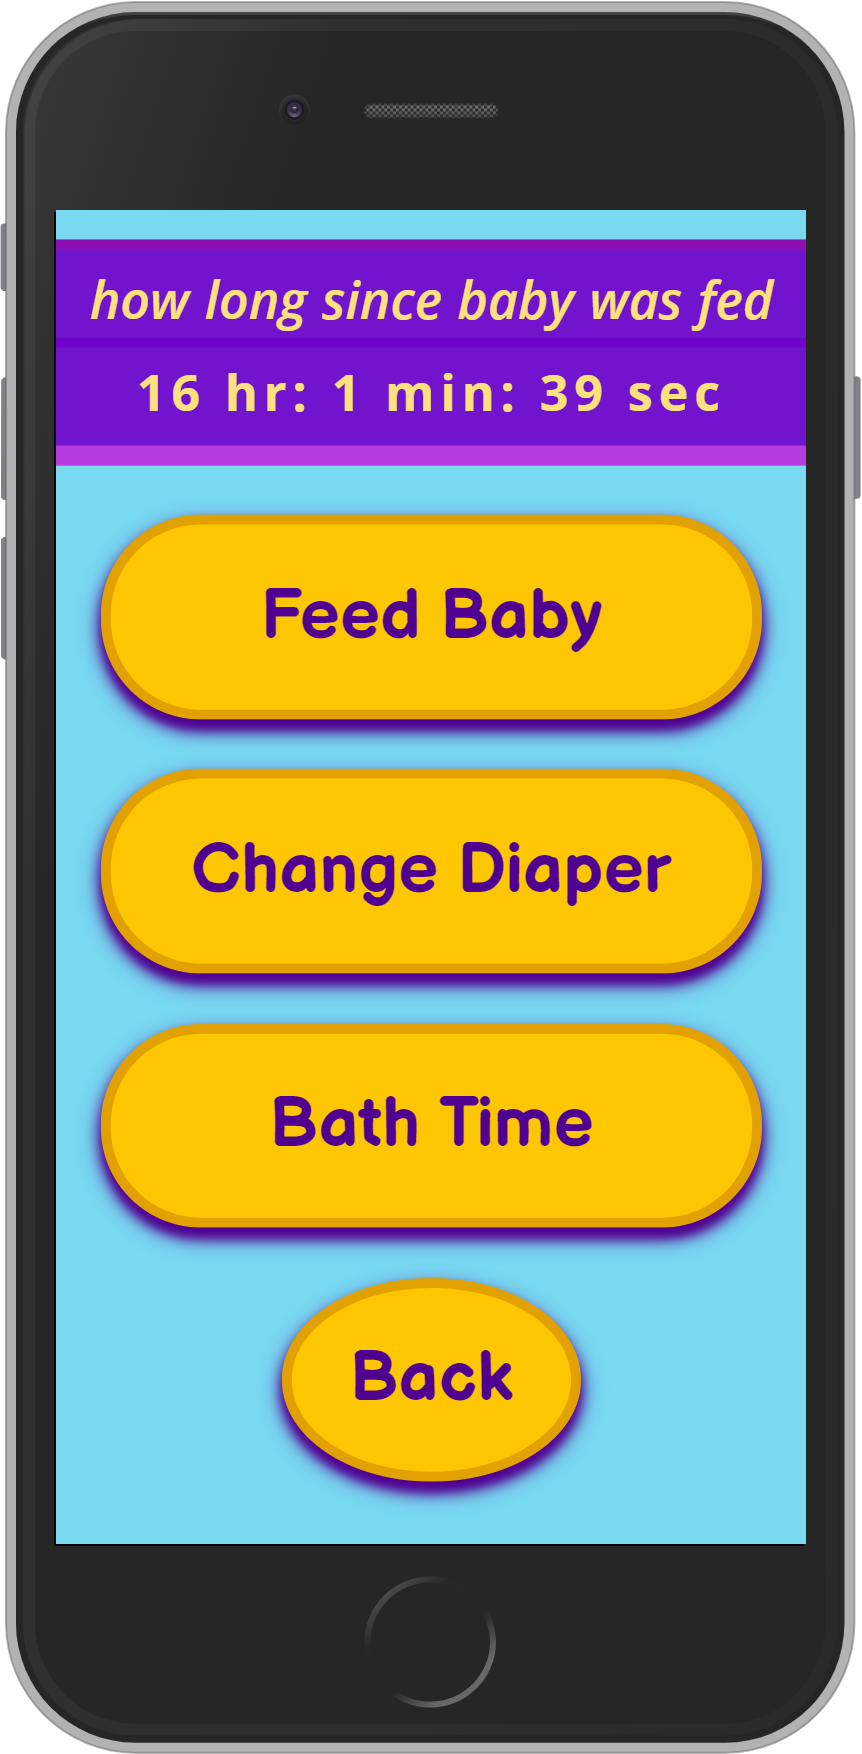 how long since baby was fed
16 hr: 1 min: 39 sec
Feed Baby
Change Diaper
Bath Time
Back